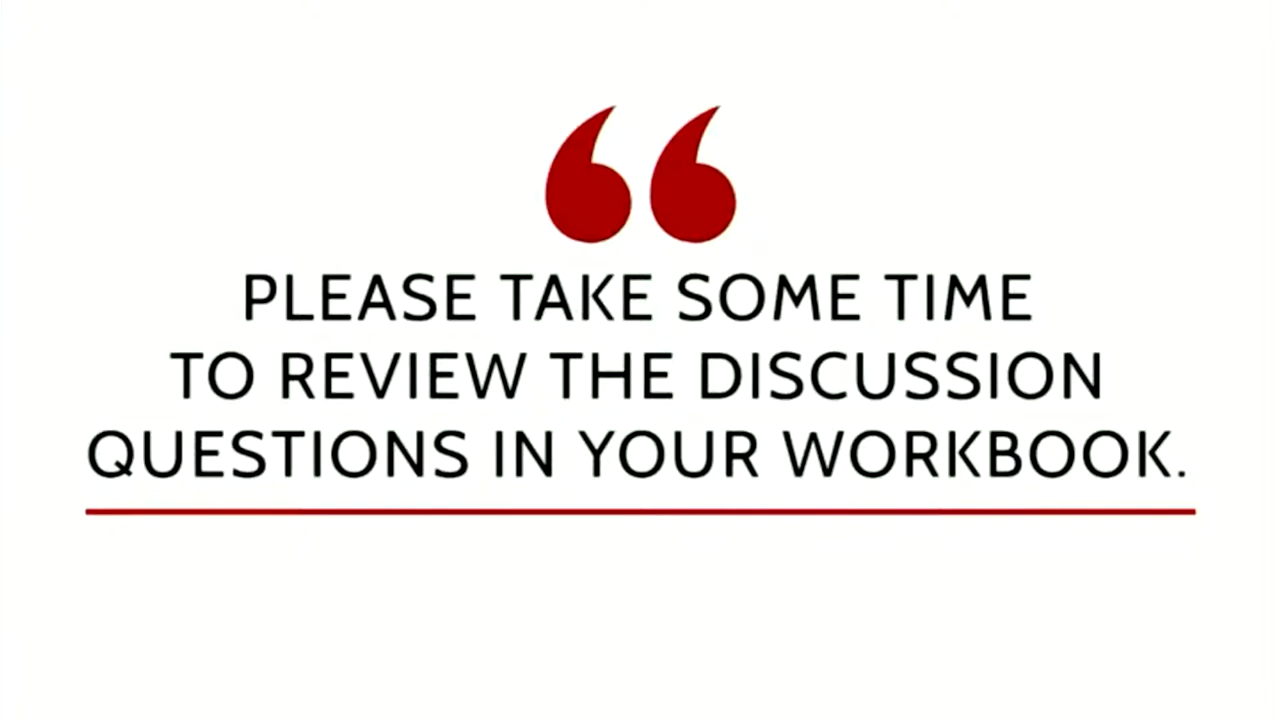 PLEASE TAKE SOME TIME
TO REVIEW THE DISCUSSION
QUESTIONS IN YOUR WORKBOOK.